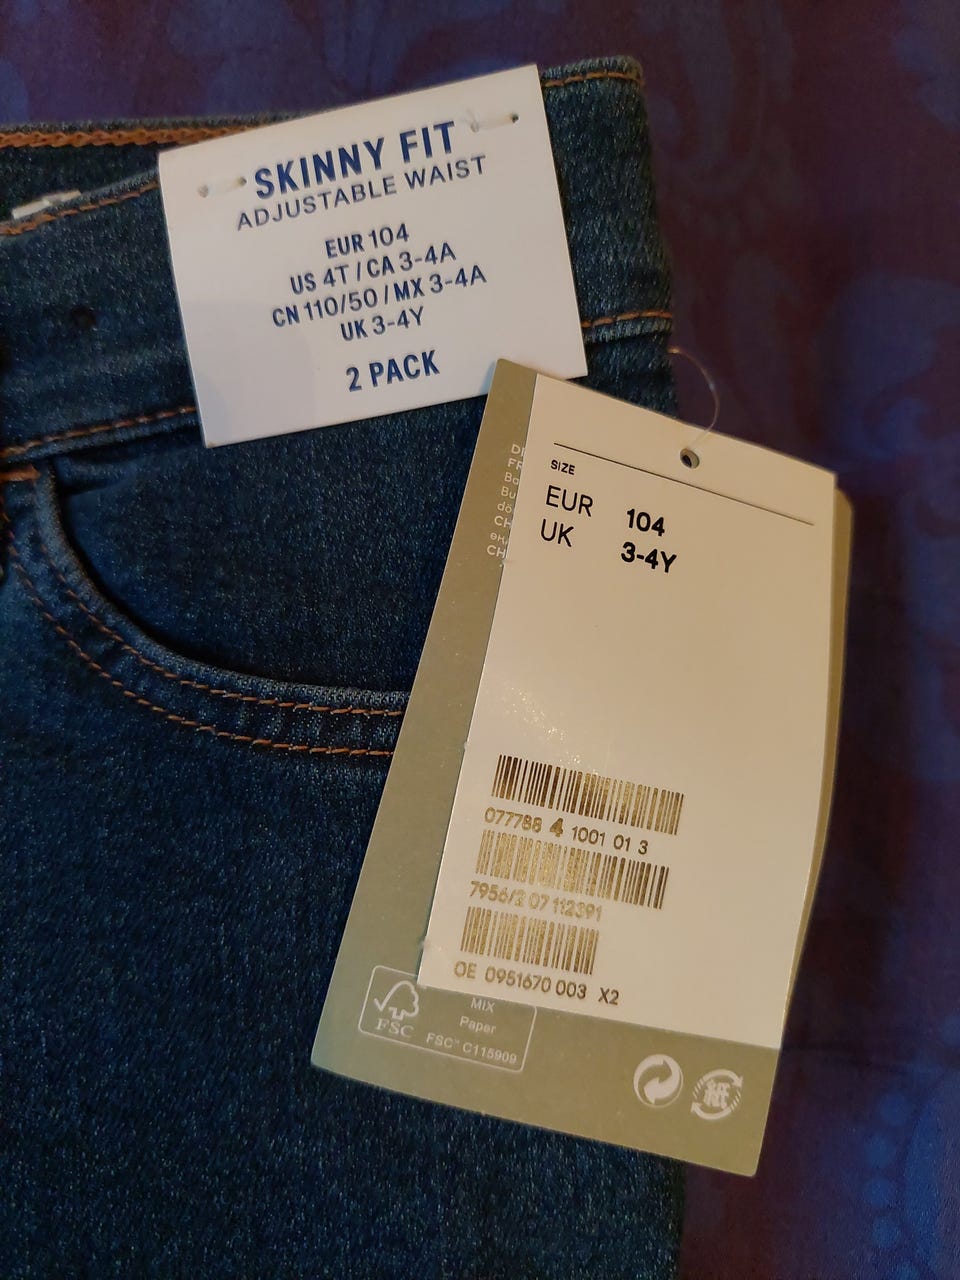 SKINNY FIT
ADJUSTABLE WAIST
EUR 104
US 4T / CA 3-4A
CN 110/50 / MX 3-4A
UK 3-4Y
2 PACK
SIZE
EUR 104
UK 3-4Y
077788 4 1001 01 3
7956/2 07 112391
OE 0951670 003 X2
FSC
MIX
Paper
FSC™ C115909
紙